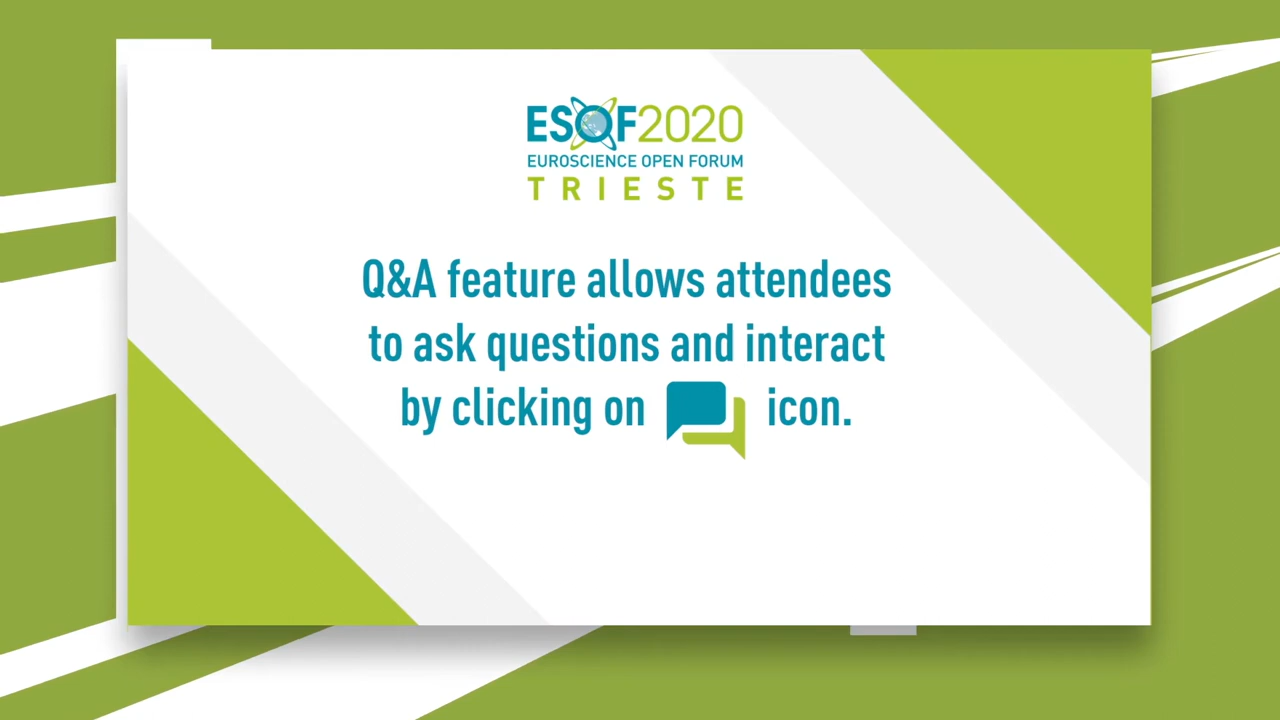 ESOF2020
EUROSCIENCE OPEN FORUM
TRIESTE
Q&A feature allows attendees
to ask questions and interact
by clicking on icon.